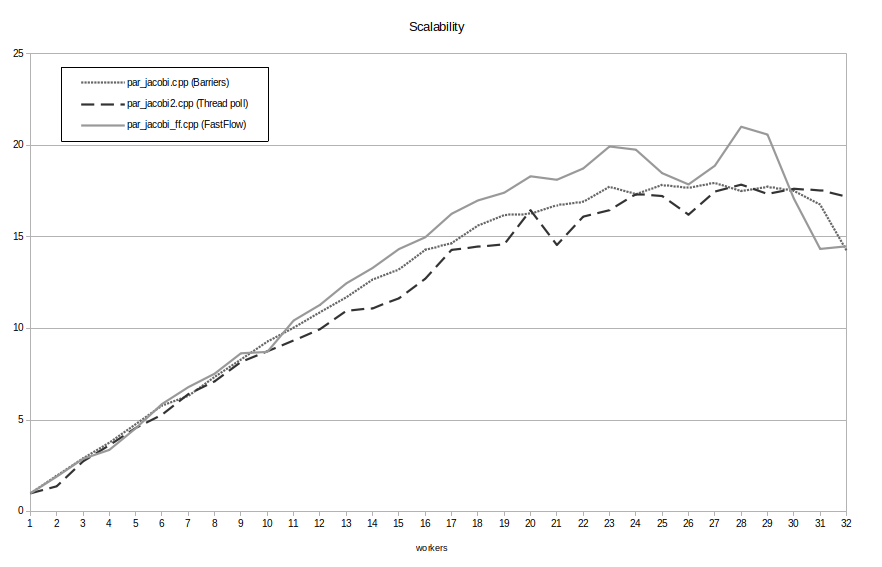 Scalability
25
par_jacobi.cpp (Barriers)
par_jacobi2.cpp (Thread poll)
par_jacobi_ff.cpp (FastFlow)
20
15
10
5
0
1 2 3 4 5 6 7 8 9 10 11 12 13 14 15 16 17 18 19 20 21 22 23 24 25 26 27 28 29 30 31 32
workers